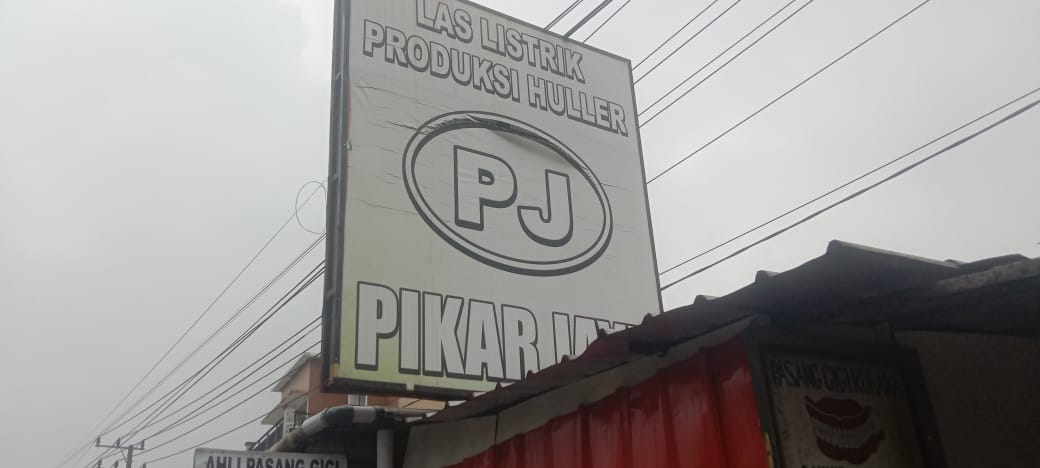 LAS LISTRIK
PRODUKSI HULLER
PJ
PIKAR
PASANG GIGI
AHLI PASANG GIGI